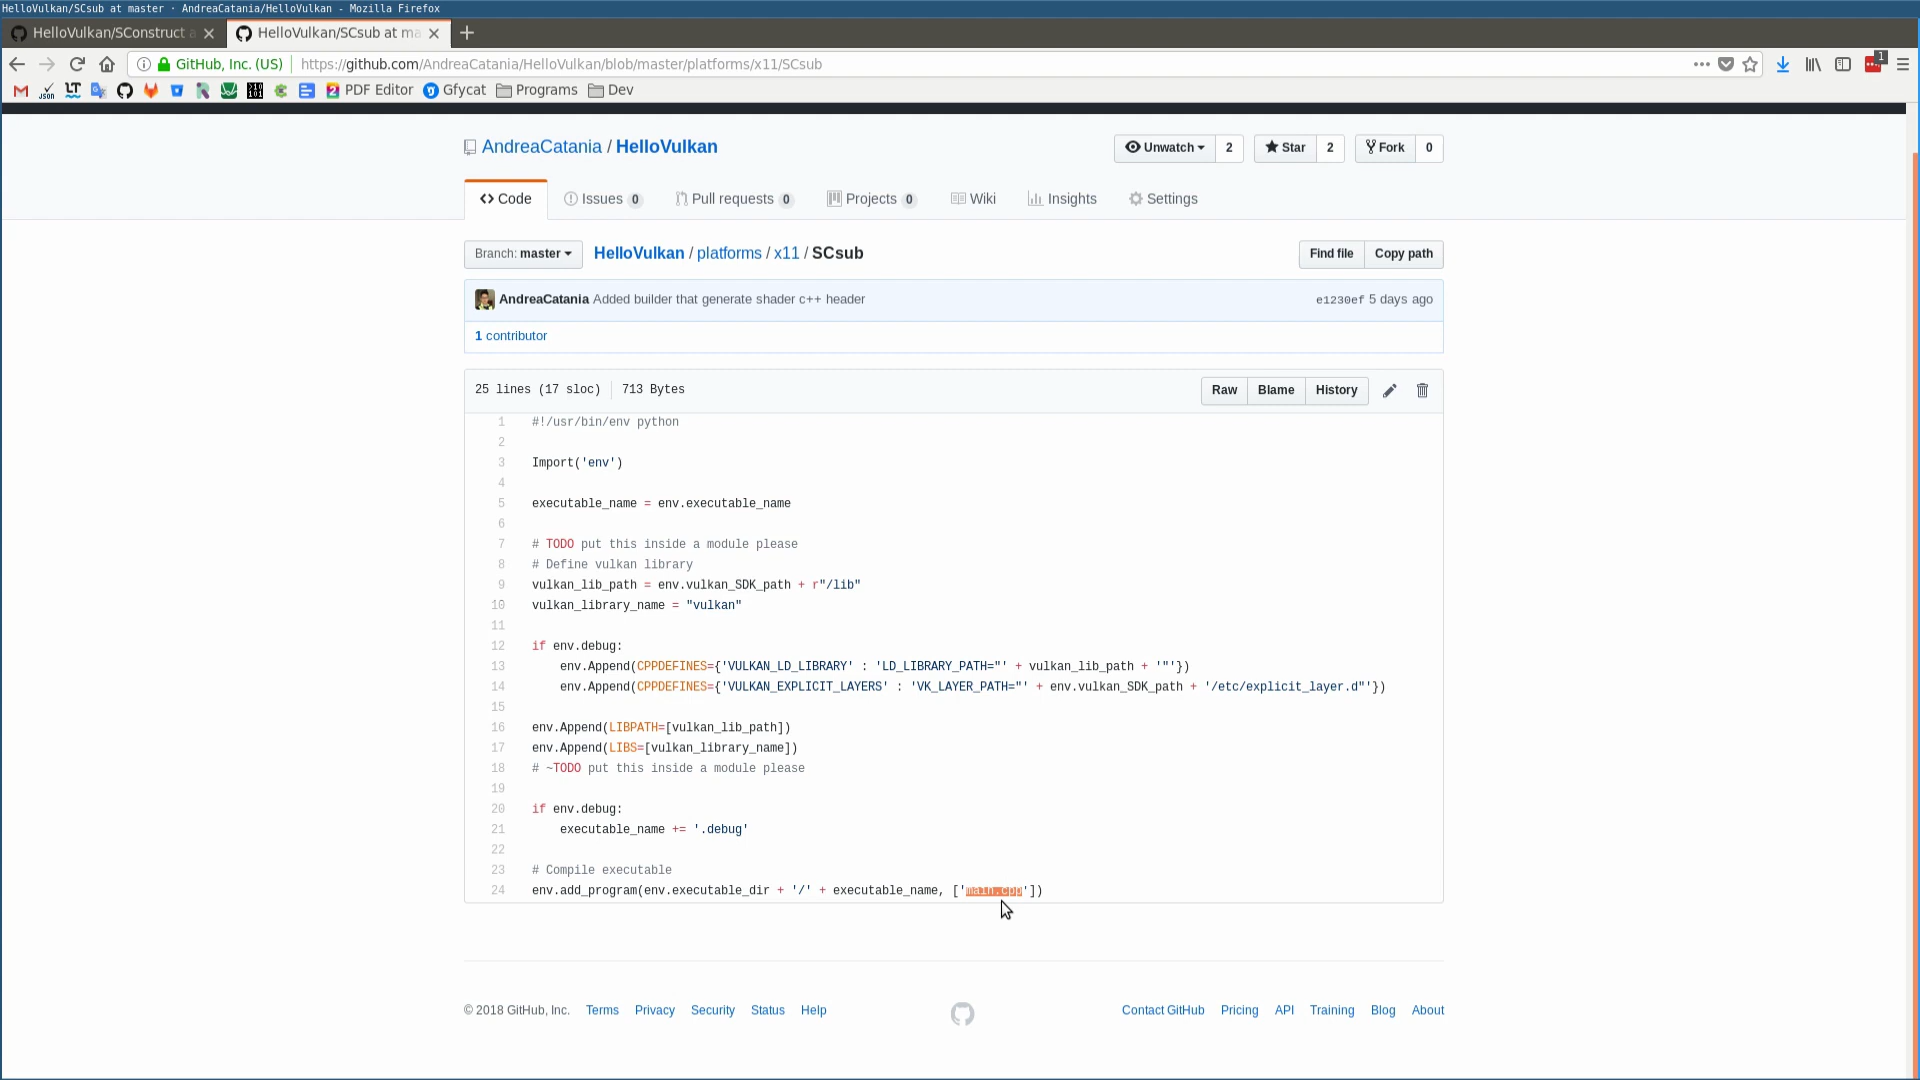 HelloVulkan/SCsub at master · AndreaCatania/HelloVulkan - Mozilla Firefox
HelloVulkan/SConstruct a
HelloVulkan/SCsub at ma
GitHub, Inc. (US)
https://github.com/AndreaCatania/HelloVulkan/blob/master/platforms/x11/SCsub
1
PDF Editor
Gfycat
Programs
Dev
AndreaCatania / HelloVulkan
Unwatch 2
Star 2
Fork 0
Code
Issues 0
Pull requests 0
Projects 0
Wiki
Insights
Settings
Branch: master
HelloVulkan / platforms / x11 / SCsub
Find file
Copy path
AndreaCatania Added builder that generate shader c++ header
e1230ef 5 days ago
1 contributor
25 lines (17 sloc) 713 Bytes
Raw
Blame
History
1 #!/usr/bin/env python
2
3 Import('env')
4
5 executable_name = env.executable_name
6
7 # TODO put this inside a module please
8 # Define vulkan library
9 vulkan_lib_path = env.vulkan_SDK_path + r"/lib"
10 vulkan_library_name = "vulkan"
11
12 if env.debug:
13     env.Append(CPPDEFINES={'VULKAN_LD_LIBRARY' : 'LD_LIBRARY_PATH="' + vulkan_lib_path + '"'})
14     env.Append(CPPDEFINES={'VULKAN_EXPLICIT_LAYERS' : 'VK_LAYER_PATH="' + env.vulkan_SDK_path + '/etc/explicit_layer.d"'})
15
16 env.Append(LIBPATH=[vulkan_lib_path])
17 env.Append(LIBS=[vulkan_library_name])
18 # ~TODO put this inside a module please
19
20 if env.debug:
21     executable_name += '.debug'
22
23 # Compile executable
24 env.add_program(env.executable_dir + '/' + executable_name, ['main.cpp'])
© 2018 GitHub, Inc.
Terms
Privacy
Security
Status
Help
Contact GitHub
Pricing
API
Training
Blog
About